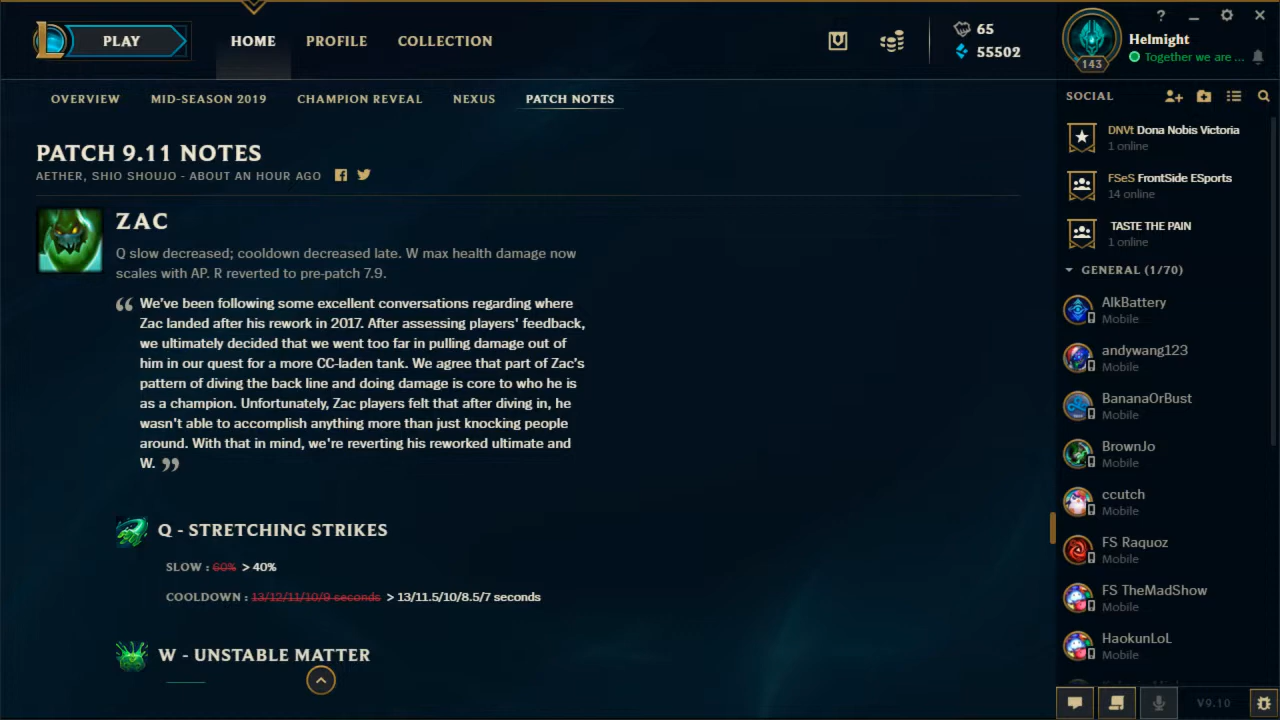 PLAY
HOME
PROFILE
COLLECTION
65
55502
?
Helmight
143
Together we are ...
OVERVIEW
MID-SEASON 2019
CHAMPION REVEAL
NEXUS
PATCH NOTES
PATCH 9.11 NOTES
AETHER, SHIO SHOUJO - ABOUT AN HOUR AGO
ZAC
Q slow decreased; cooldown decreased late. W max health damage now
scales with AP. R reverted to pre-patch 7.9.
“ We've been following some excellent conversations regarding where
Zac landed after his rework in 2017. After assessing players' feedback,
we ultimately decided that we went too far in pulling damage out of
him in our quest for a more CC-laden tank. We agree that part of Zac's
pattern of diving the back line and doing damage is core to who he is
as a champion. Unfortunately, Zac players felt that after diving in, he
wasn't able to accomplish anything more than just knocking people
around. With that in mind, we're reverting his reworked ultimate and
W. ”
Q - STRETCHING STRIKES
SLOW : 60% > 40%
COOLDOWN : 13/12/11/10/9 seconds > 13/11.5/10/8.5/7 seconds
W - UNSTABLE MATTER
SOCIAL
DNVt Dona Nobis Victoria
1 online
FSeS FrontSide ESports
14 online
TASTE THE PAIN
1 online
GENERAL (1/70)
AlkBattery
Mobile
andywang123
Mobile
BananaOrBust
Mobile
BrownJo
Mobile
ccutch
Mobile
FS Raquoz
Mobile
FS TheMadShow
Mobile
HaokunLoL
Mobile
V9.10